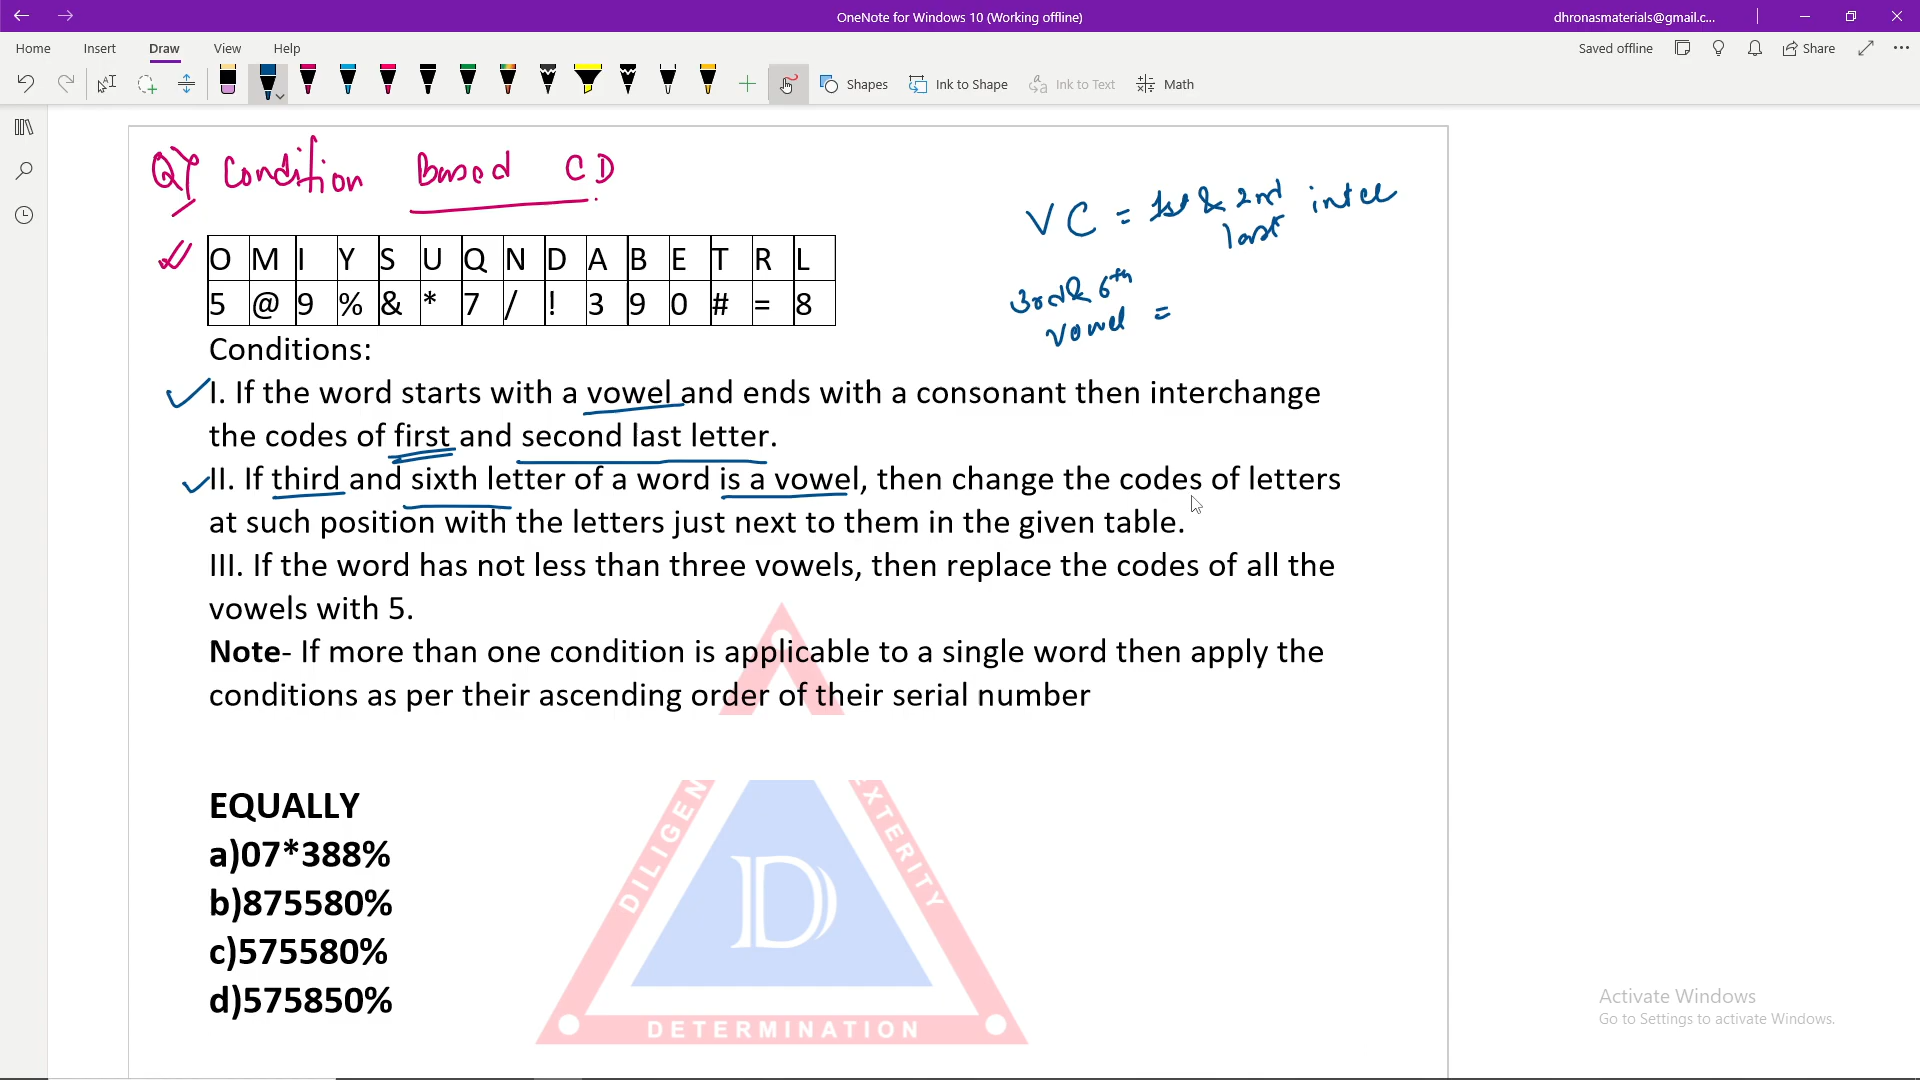 OneNote for Windows 10 (Working offline)
dhronasmaterials@gmail.c...
Home Insert Draw View Help
Saved offline Share
Shapes Ink to Shape Ink to Text Math
Q) Condition Based CD
VC = 1st & 2nd last inter
3rd & 6th vowel =
O M I Y S U Q N D A B E T R L
5 @ 9 % & * 7 / ! 3 9 0 # = 8
Conditions:
I. If the word starts with a vowel and ends with a consonant then interchange
the codes of first and second last letter.
II. If third and sixth letter of a word is a vowel, then change the codes of letters
at such position with the letters just next to them in the given table.
III. If the word has not less than three vowels, then replace the codes of all the
vowels with 5.
Note- If more than one condition is applicable to a single word then apply the
conditions as per their ascending order of their serial number
EQUALLY
a)07*388%
b)875580%
c)575580%
d)575850%
DILIGEN
EXTERITY
D
DETERMINATION
Activate Windows
Go to Settings to activate Windows.